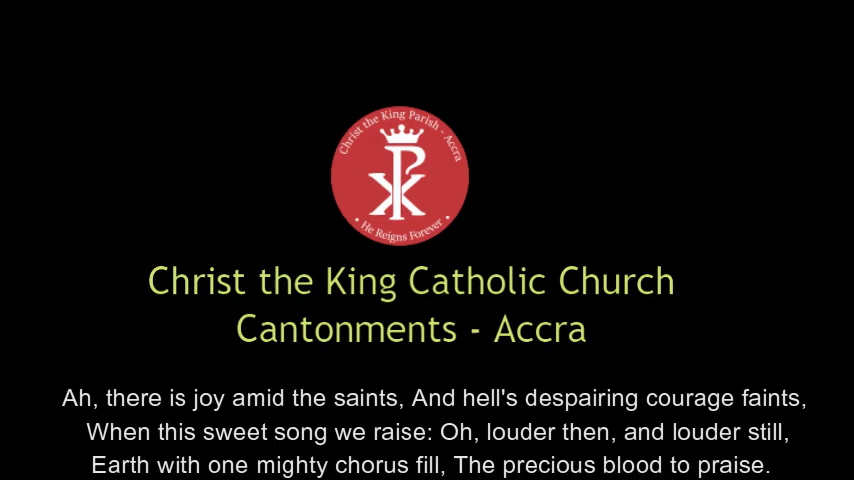 Christ the King Parish - Accra
• He Reigns Forever •
Christ the King Catholic Church
Cantonments - Accra
Ah, there is joy amid the saints, And hell's despairing courage faints,
When this sweet song we raise: Oh, louder then, and louder still,
Earth with one mighty chorus fill, The precious blood to praise.